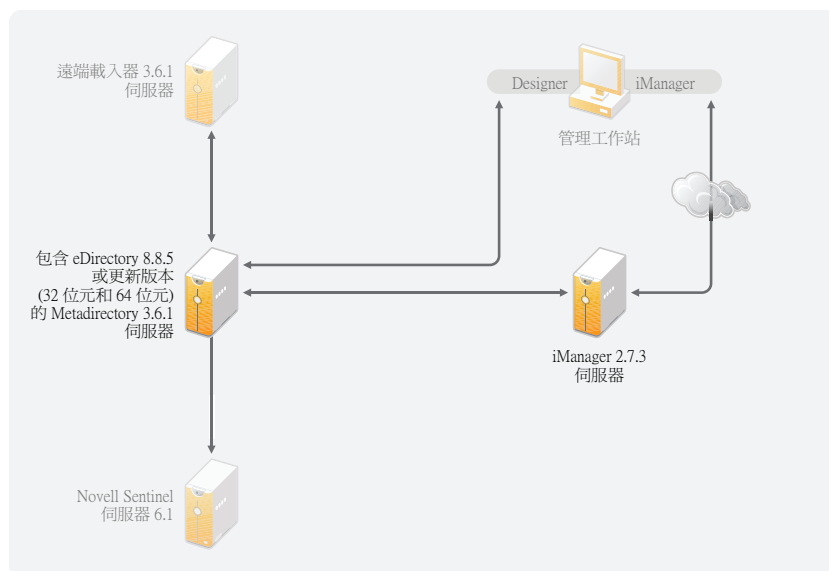 遠端載入器 3.6.1
伺服器
Designer
iManager
管理工作站
包含 eDirectory 8.8.5
或更新版本
(32 位元和 64 位元)
的 Metadirectory 3.6.1
伺服器
iManager 2.7.3
伺服器
Novell Sentinel
伺服器 6.1